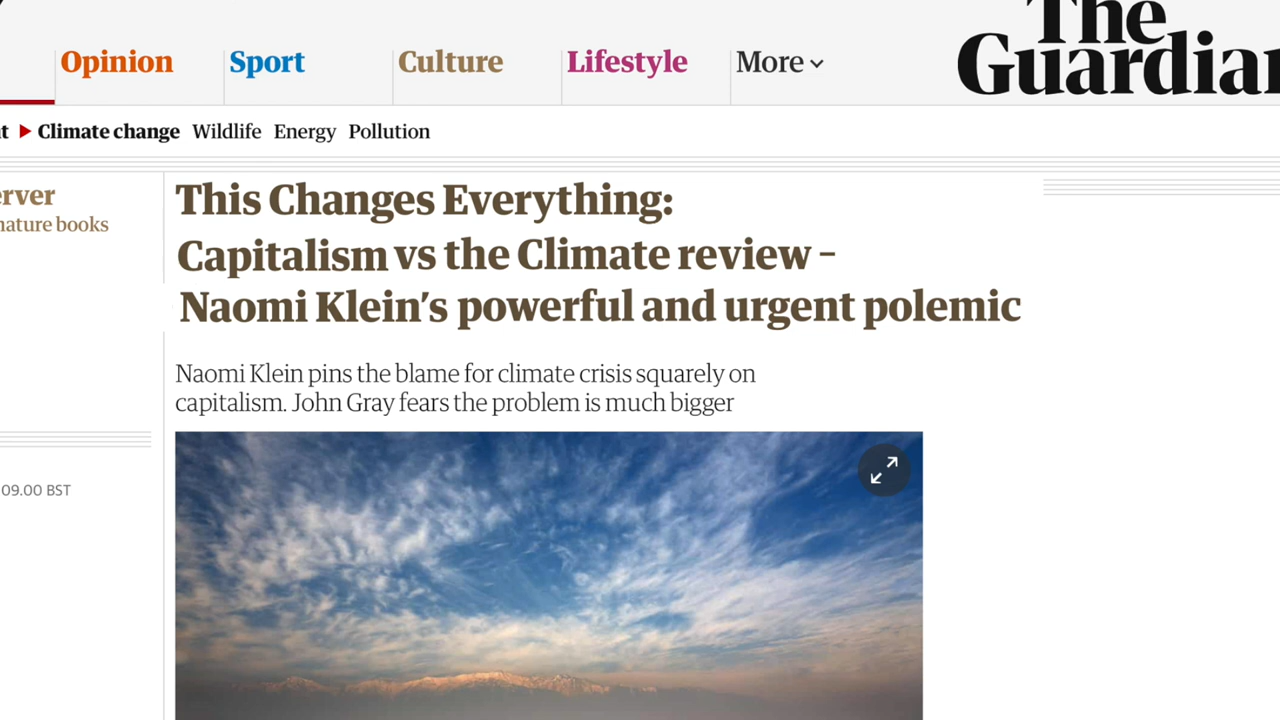 The
Guardian
Opinion Sport Culture Lifestyle More
Climate change Wildlife Energy Pollution
This Changes Everything:
Capitalism vs the Climate review –
Naomi Klein’s powerful and urgent polemic
nature books
Naomi Klein pins the blame for climate crisis squarely on
capitalism. John Gray fears the problem is much bigger
09.00 BST